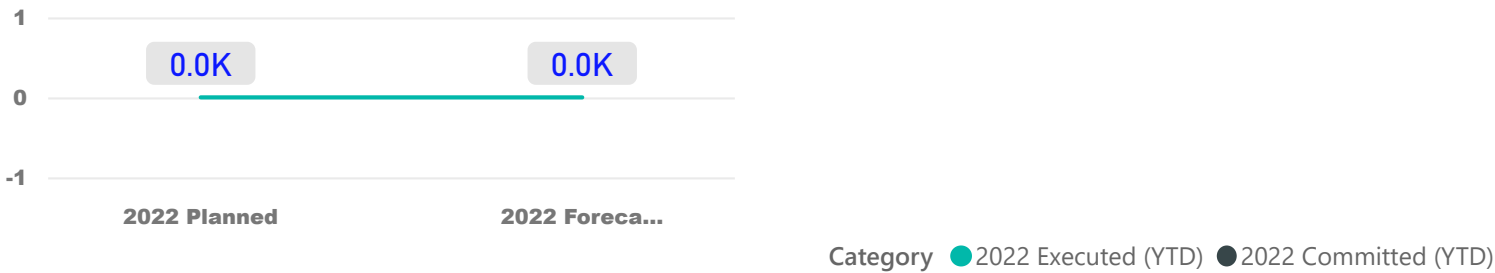 1
0.0K 0.0K
0
-1
2022 Planned 2022 Foreca...
Category 2022 Executed (YTD) 2022 Committed (YTD)